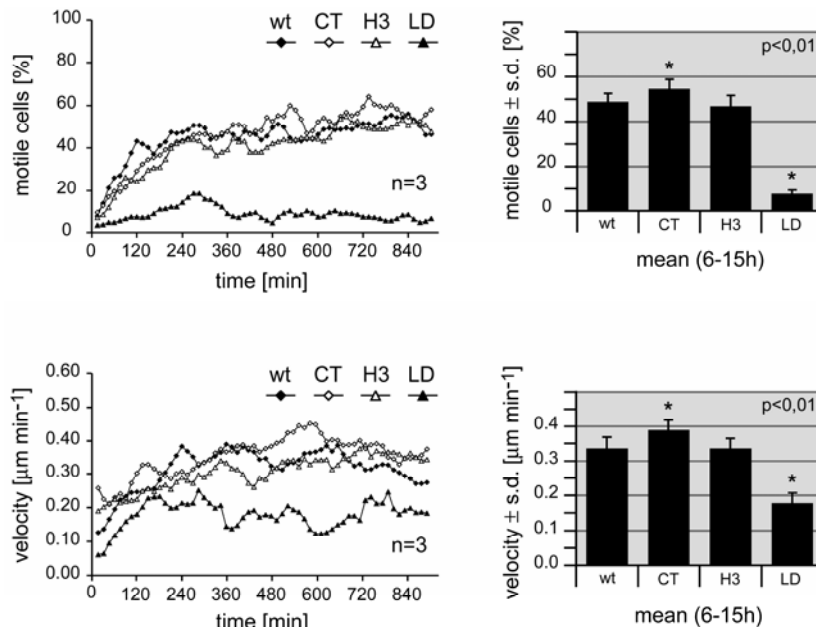 wt CT H3 LD
motile cells [%]
100
80
60
40
20
0
n=3
0 120 240 360 480 600 720 840
time [min]
motile cells ± s.d. [%]
80
60
40
20
0
p<0,01
*
*
wt CT H3 LD
mean (6-15h)
wt CT H3 LD
velocity [µm min-1]
0.60
0.50
0.40
0.30
0.20
0.10
0.00
n=3
0 120 240 360 480 600 720 840
time [min]
velocity ± s.d. [µm min-1]
0.4
0.3
0.2
0.1
0.0
p<0,01
*
*
wt CT H3 LD
mean (6-15h)